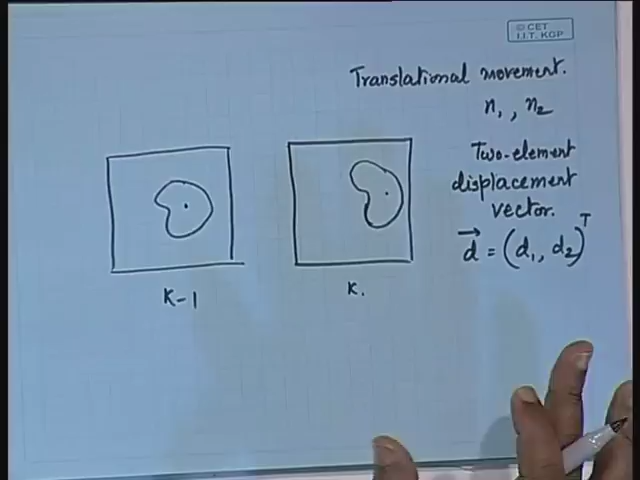 © CET
I.I.T. KGP
Translational movement.
n₁, n₂
Two-element
displacement
vector.
d⃗ = (d₁, d₂)ᵀ
K-1
K.